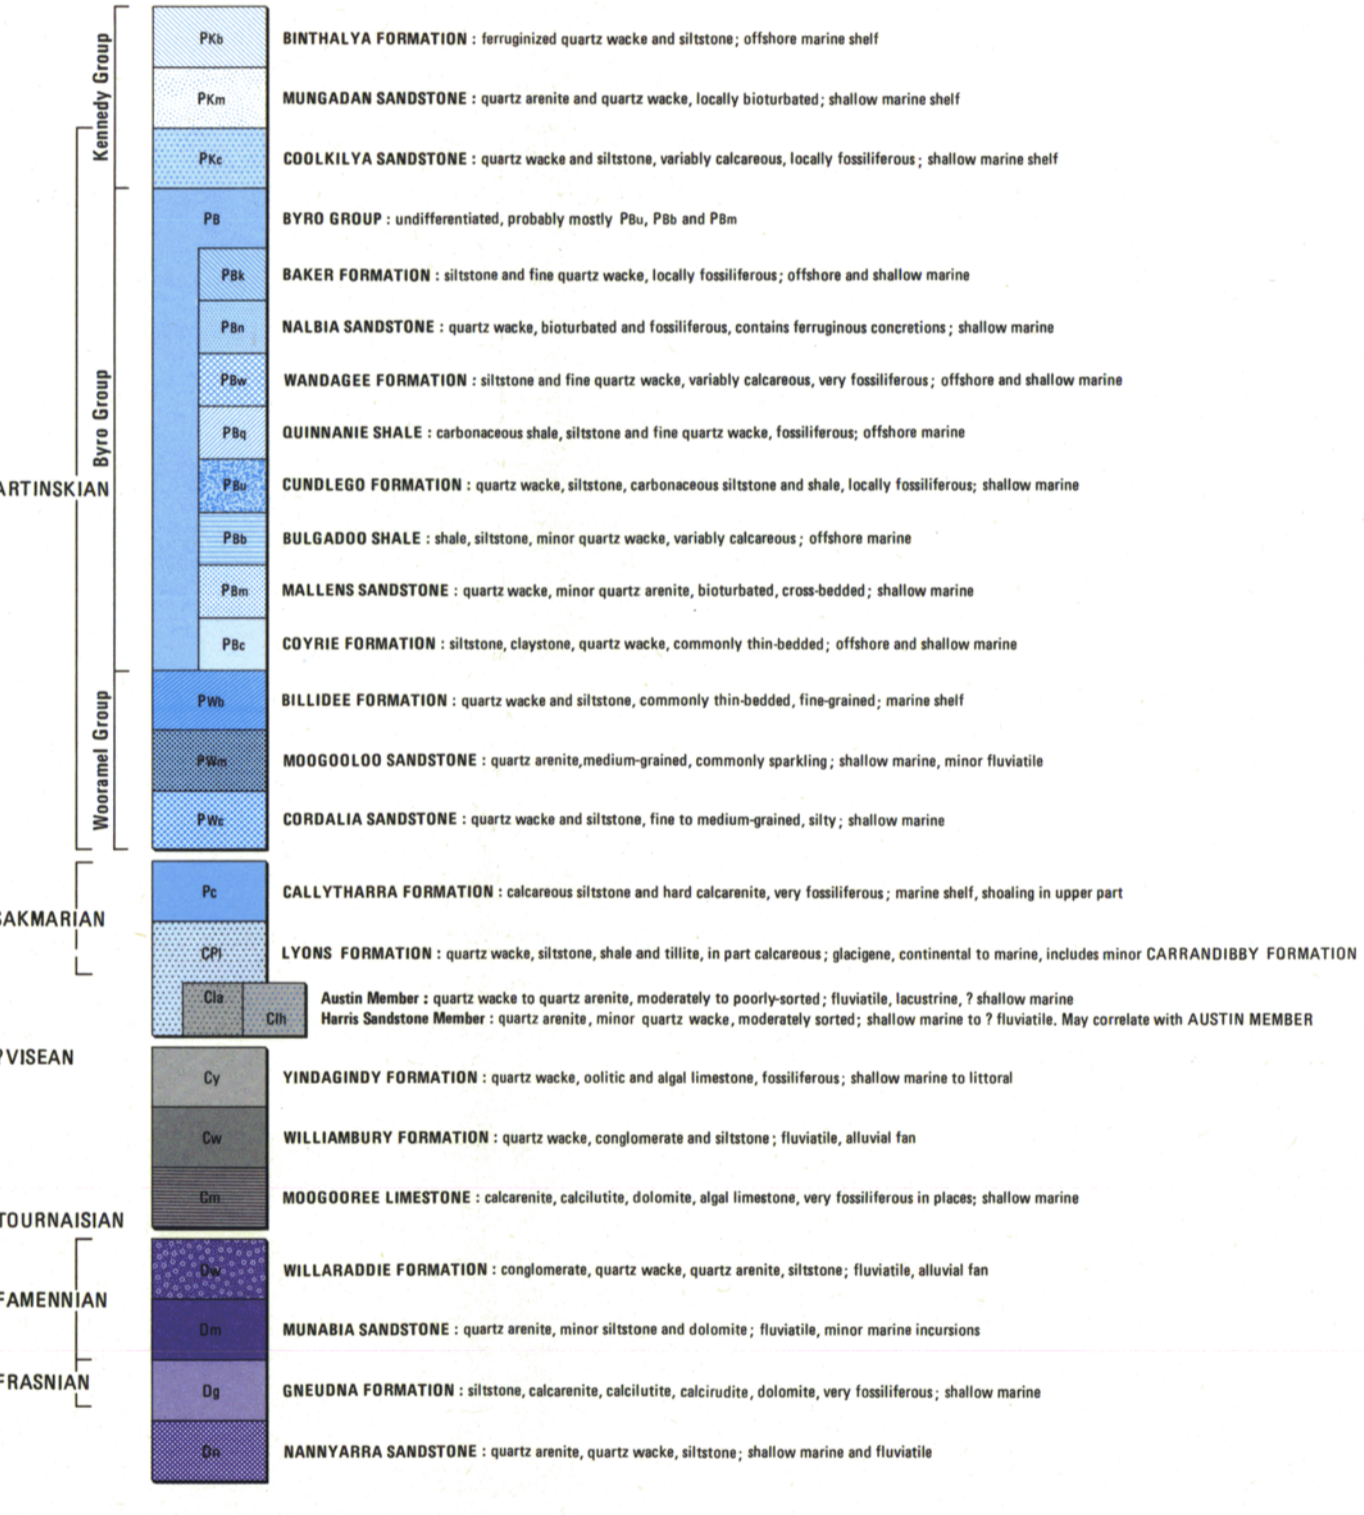 Kennedy Group
PKb BINTHALYA FORMATION : ferruginized quartz wacke and siltstone; offshore marine shelf
PKm MUNGADAN SANDSTONE : quartz arenite and quartz wacke, locally bioturbated; shallow marine shelf
PKc COOLKILYA SANDSTONE : quartz wacke and siltstone, variably calcareous, locally fossiliferous; shallow marine shelf
ARTINSKIAN
Byro Group
PB BYRO GROUP : undifferentiated, probably mostly PBu, PBb and PBm
PBk BAKER FORMATION : siltstone and fine quartz wacke, locally fossiliferous; offshore and shallow marine
PBn NALBIA SANDSTONE : quartz wacke, bioturbated and fossiliferous, contains ferruginous concretions; shallow marine
PBw WANDAGEE FORMATION : siltstone and fine quartz wacke, variably calcareous, very fossiliferous; offshore and shallow marine
PBq QUINNANIE SHALE : carbonaceous shale, siltstone and fine quartz wacke, fossiliferous; offshore marine
PBu CUNDLEGO FORMATION : quartz wacke, siltstone, carbonaceous siltstone and shale, locally fossiliferous; shallow marine
PBb BULGADOO SHALE : shale, siltstone, minor quartz wacke, variably calcareous; offshore marine
PBm MALLENS SANDSTONE : quartz wacke, minor quartz arenite, bioturbated, cross-bedded; shallow marine
PBc COYRIE FORMATION : siltstone, claystone, quartz wacke, commonly thin-bedded; offshore and shallow marine
Wooramel Group
PWb BILLIDEE FORMATION : quartz wacke and siltstone, commonly thin-bedded, fine-grained; marine shelf
PWm MOOGOOLOO SANDSTONE : quartz arenite,medium-grained, commonly sparkling; shallow marine, minor fluviatile
PWc CORDALIA SANDSTONE : quartz wacke and siltstone, fine to medium-grained, silty; shallow marine
SAKMARIAN
Pc CALLYTHARRA FORMATION : calcareous siltstone and hard calcarenite, very fossiliferous; marine shelf, shoaling in upper part
CPl LYONS FORMATION : quartz wacke, siltstone, shale and tillite, in part calcareous; glacigene, continental to marine, includes minor CARRANDIBBY FORMATION
Cla Austin Member : quartz wacke to quartz arenite, moderately to poorly-sorted; fluviatile, lacustrine, ? shallow marine
Clh Harris Sandstone Member : quartz arenite, minor quartz wacke, moderately sorted; shallow marine to ? fluviatile. May correlate with AUSTIN MEMBER
?VISEAN
Cy YINDAGINDY FORMATION : quartz wacke, oolitic and algal limestone, fossiliferous; shallow marine to littoral
Cw WILLIAMBURY FORMATION : quartz wacke, conglomerate and siltstone; fluviatile, alluvial fan
Cm MOOGOOREE LIMESTONE : calcarenite, calcilutite, dolomite, algal limestone, very fossiliferous in places; shallow marine
TOURNAISIAN
Dw WILLARADDIE FORMATION : conglomerate, quartz wacke, quartz arenite, siltstone; fluviatile, alluvial fan
FAMENNIAN
Dm MUNABIA SANDSTONE : quartz arenite, minor siltstone and dolomite; fluviatile, minor marine incursions
FRASNIAN
Dg GNEUDNA FORMATION : siltstone, calcarenite, calcilutite, calcirudite, dolomite, very fossiliferous; shallow marine
Dn NANNYARRA SANDSTONE : quartz arenite, quartz wacke, siltstone; shallow marine and fluviatile